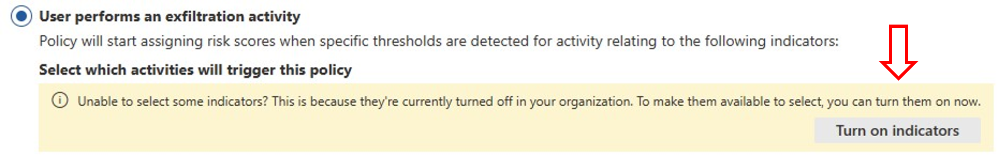 User performs an exfiltration activity
Policy will start assigning risk scores when specific thresholds are detected for activity relating to the following indicators:
Select which activities will trigger this policy
Unable to select some indicators? This is because they're currently turned off in your organization. To make them available to select, you can turn them on now.
Turn on indicators